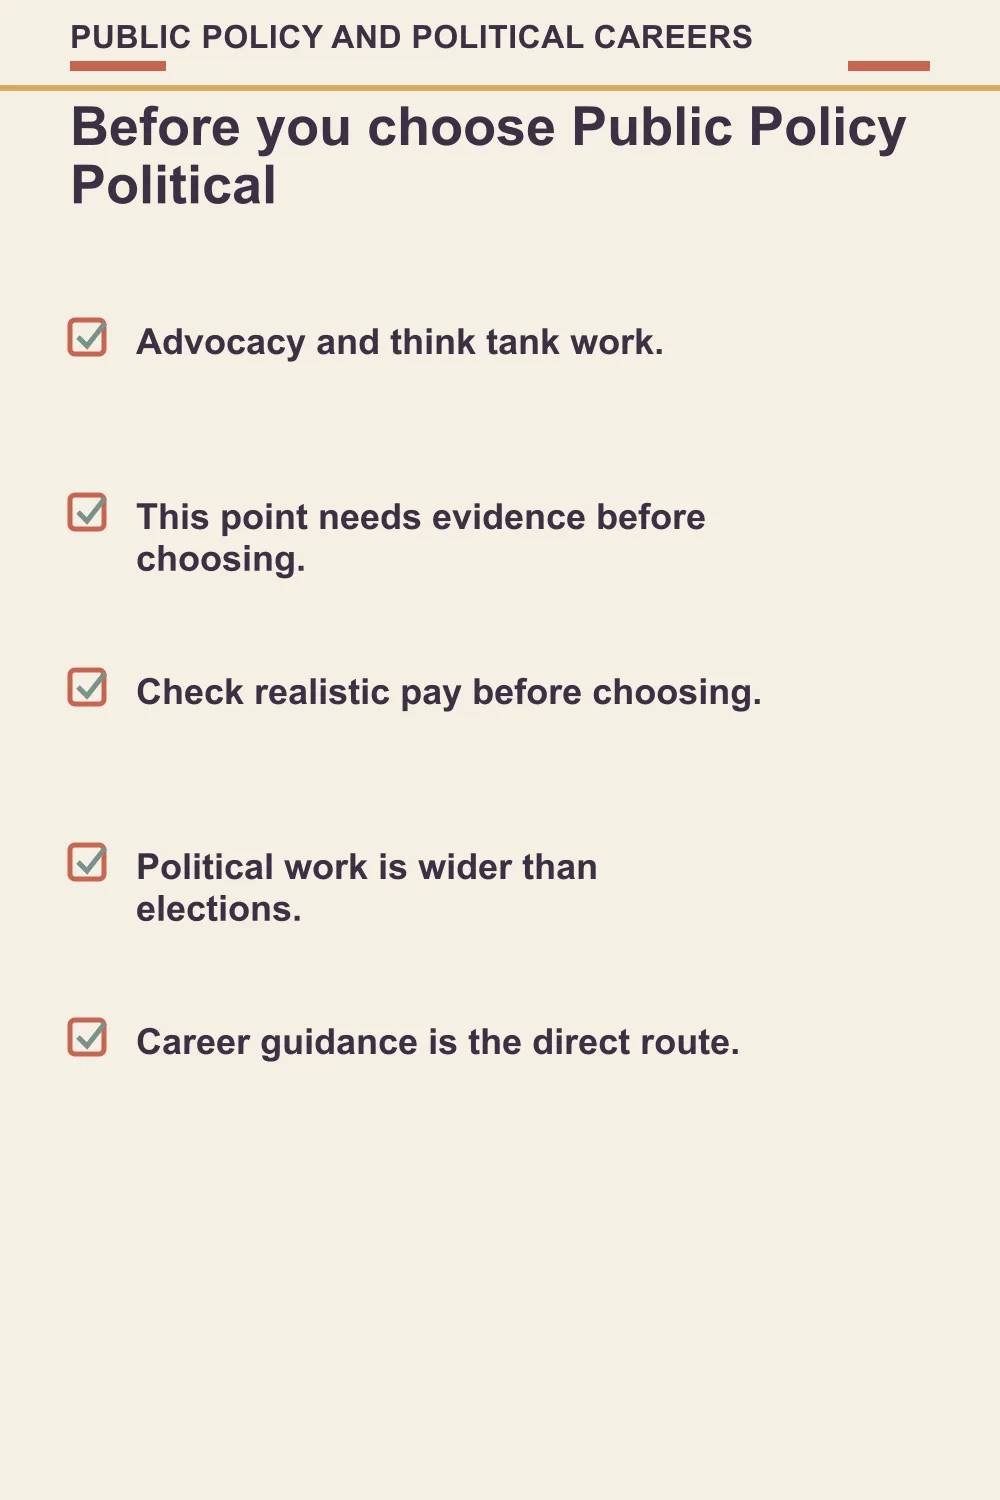 PUBLIC POLICY AND POLITICAL CAREERS
Before you choose Public Policy
Political
Advocacy and think tank work.
This point needs evidence before
choosing.
Check realistic pay before choosing.
Political work is wider than
elections.
Career guidance is the direct route.